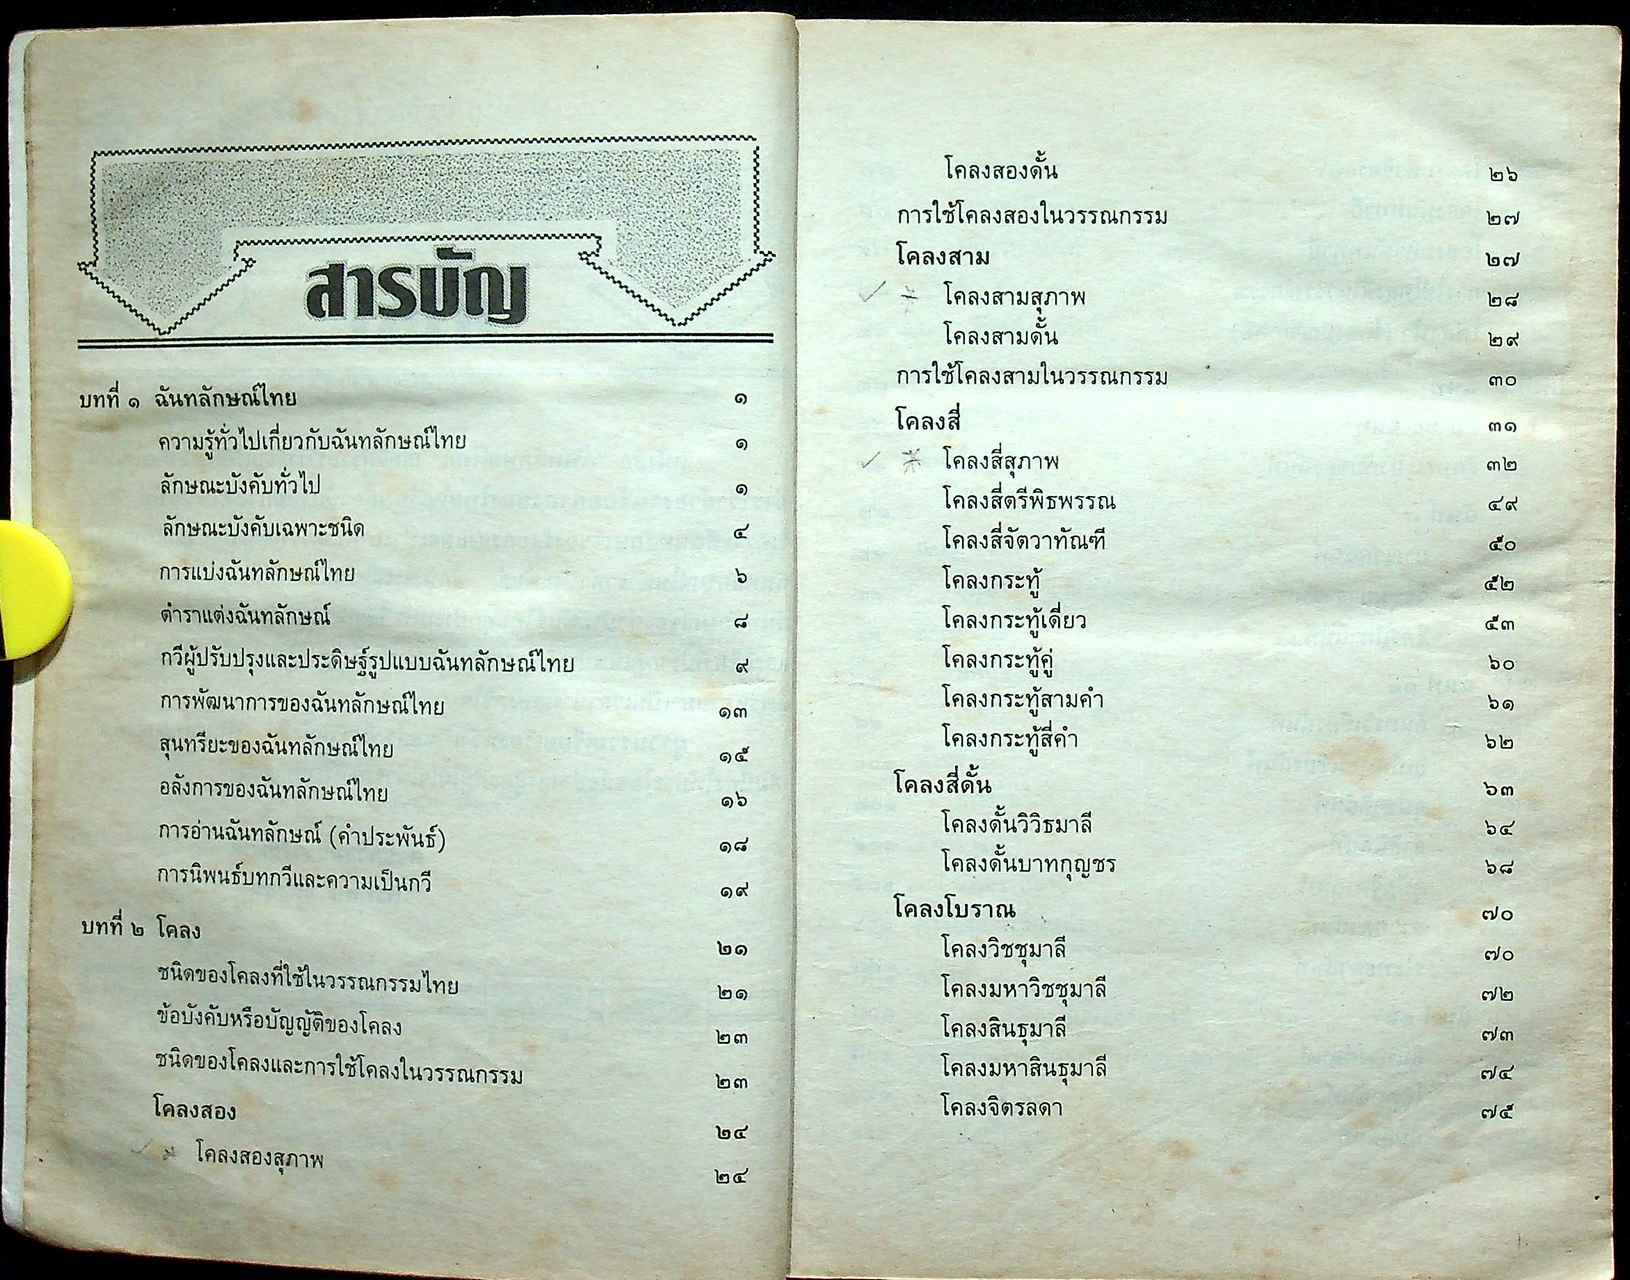 สารบัญ
บทที่ ๑ ฉันทลักษณ์ไทย ๑
ความรู้ทั่วไปเกี่ยวกับฉันทลักษณ์ไทย ๑
ลักษณะบังคับทั่วไป ๑
ลักษณะบังคับเฉพาะชนิด ๔
การแบ่งฉันทลักษณ์ไทย ๖
ตำราแต่งฉันทลักษณ์ ๘
กวีผู้ปรับปรุงและประดิษฐ์รูปแบบฉันทลักษณ์ไทย ๙
การพัฒนาการของฉันทลักษณ์ไทย ๑๓
สุนทรียะของฉันทลักษณ์ไทย ๑๕
อลังการของฉันทลักษณ์ไทย ๑๖
การอ่านฉันทลักษณ์ (คำประพันธ์) ๑๘
การนิพนธ์บทกวีและความเป็นกวี ๑๙
บทที่ ๒ โคลง ๒๑
ชนิดของโคลงที่ใช้ในวรรณกรรมไทย ๒๑
ข้อบังคับหรือบัญญัติของโคลง ๒๓
ชนิดของโคลงและการใช้โคลงในวรรณกรรม ๒๓
โคลงสอง ๒๔
โคลงสองสุภาพ ๒๔
โคลงสองดั้น ๒๖
การใช้โคลงสองในวรรณกรรม ๒๗
โคลงสาม ๒๗
โคลงสามสุภาพ ๒๘
โคลงสามดั้น ๒๙
การใช้โคลงสามในวรรณกรรม ๓๐
โคลงสี่ ๓๑
โคลงสี่สุภาพ ๓๒
โคลงสี่ตรีพิธพรรณ ๔๙
โคลงสี่จัตวาทัณฑี ๕๐
โคลงกระทู้ ๕๒
โคลงกระทู้เดี่ยว ๕๓
โคลงกระทู้คู่ ๖๐
โคลงกระทู้สามคำ ๖๑
โคลงกระทู้สี่คำ ๖๒
โคลงสี่ดั้น ๖๓
โคลงดั้นวิวิธมาลี ๖๔
โคลงดั้นบาทกุญชร ๖๘
โคลงโบราณ ๗๐
โคลงวิชชุมาลี ๗๐
โคลงมหาวิชชุมาลี ๗๒
โคลงสินธุมาลี ๗๓
โคลงมหาสินธุมาลี ๗๔
โคลงจิตรลดา ๗๕